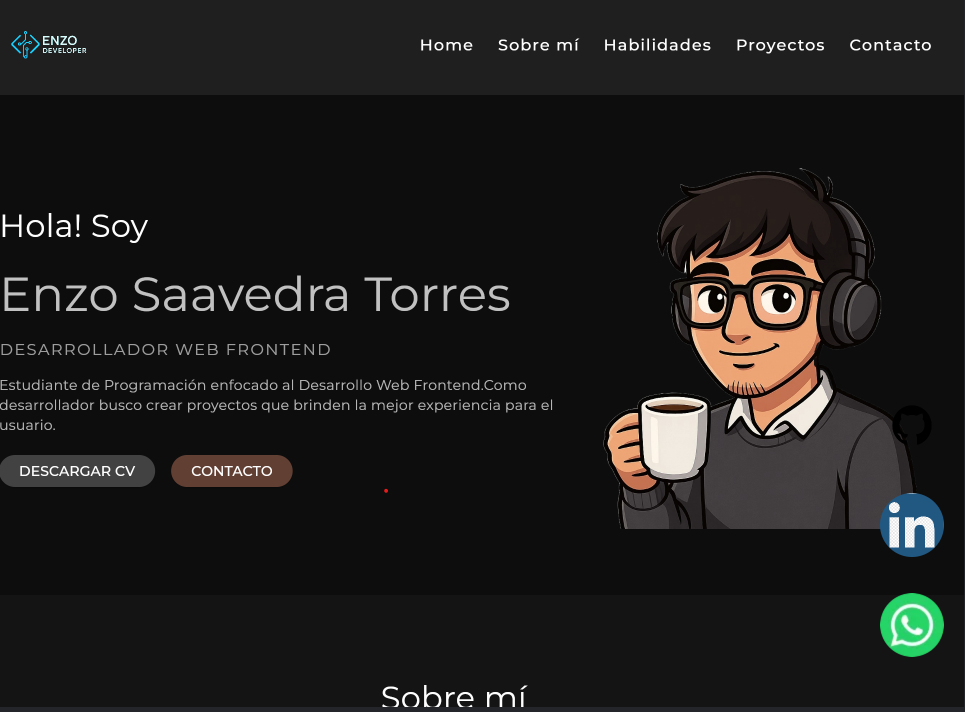 ENZO
DEVELOPER
Home Sobre mí Habilidades Proyectos Contacto
Hola! Soy
Enzo Saavedra Torres
DESARROLLADOR WEB FRONTEND
Estudiante de Programación enfocado al Desarrollo Web Frontend.Como
desarrollador busco crear proyectos que brinden la mejor experiencia para el
usuario.
DESCARGAR CV CONTACTO
in
Sobre mí